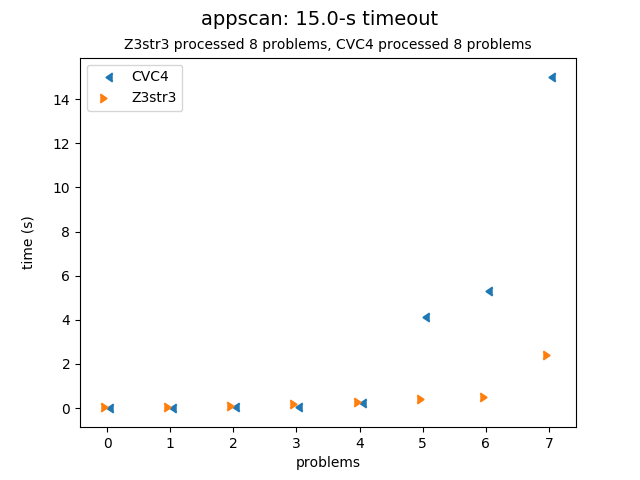 appscan: 15.0-s timeout
Z3str3 processed 8 problems, CVC4 processed 8 problems
CVC4
Z3str3
time (s)
14
12
10
8
6
4
2
0
0 1 2 3 4 5 6 7
problems